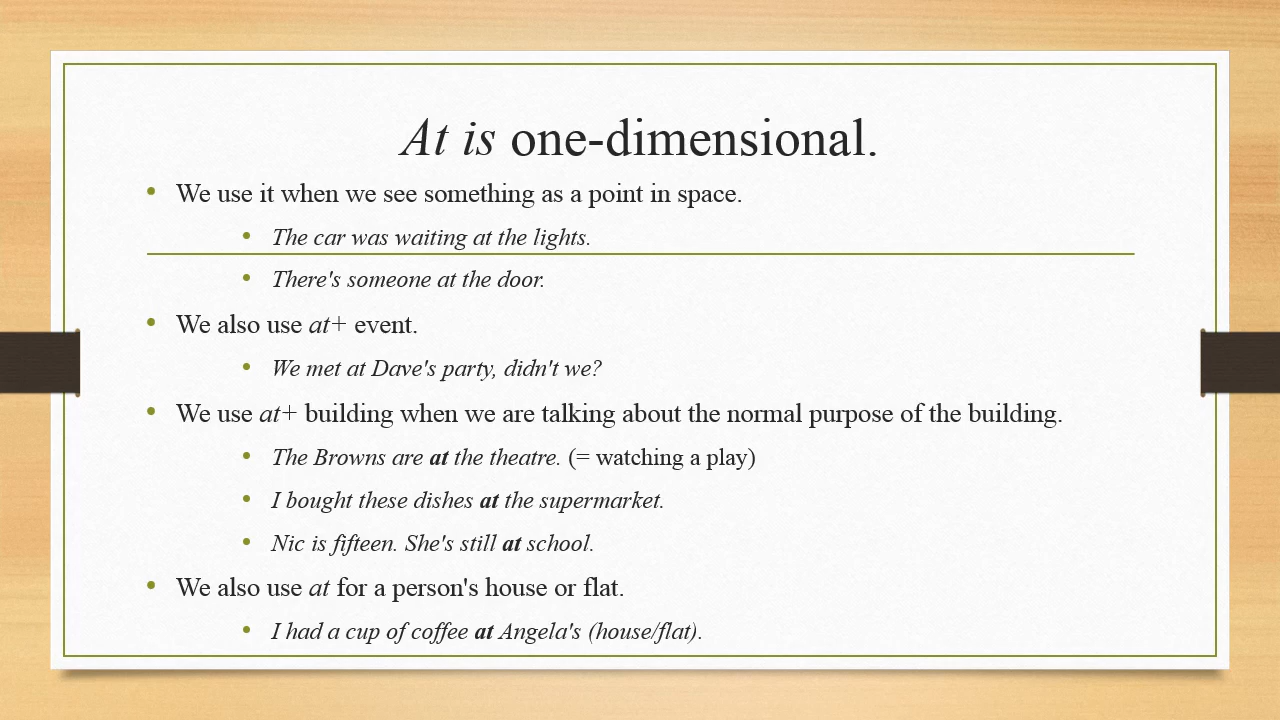 At is one-dimensional.
• We use it when we see something as a point in space.
• The car was waiting at the lights.
• There's someone at the door.
• We also use at+ event.
• We met at Dave's party, didn't we?
• We use at+ building when we are talking about the normal purpose of the building.
• The Browns are at the theatre. (= watching a play)
• I bought these dishes at the supermarket.
• Nic is fifteen. She's still at school.
• We also use at for a person's house or flat.
• I had a cup of coffee at Angela's (house/flat).